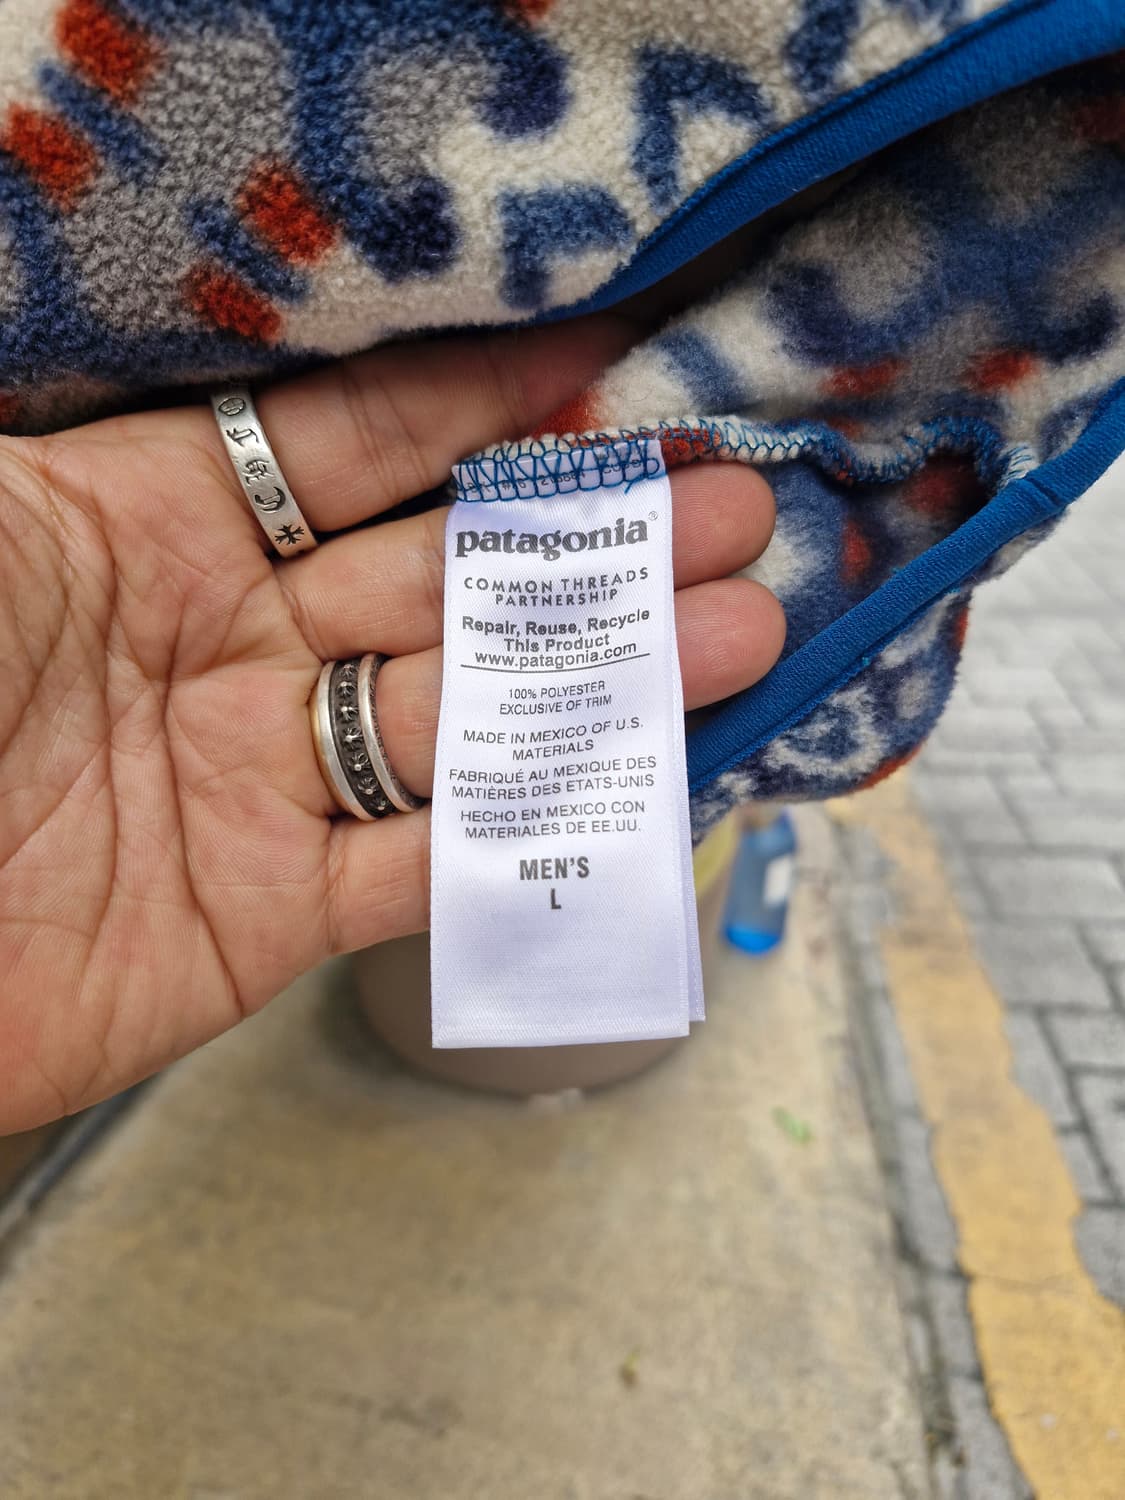 patagonia®
COMMON THREADS
PARTNERSHIP
Repair, Reuse, Recycle
This Product
www.patagonia.com
100% POLYESTER
EXCLUSIVE OF TRIM
MADE IN MEXICO OF U.S.
MATERIALS
FABRIQUÉ AU MEXIQUE DES
MATIÈRES DES ETATS-UNIS
HECHO EN MEXICO CON
MATERIALES DE EE.UU.
MEN'S
L